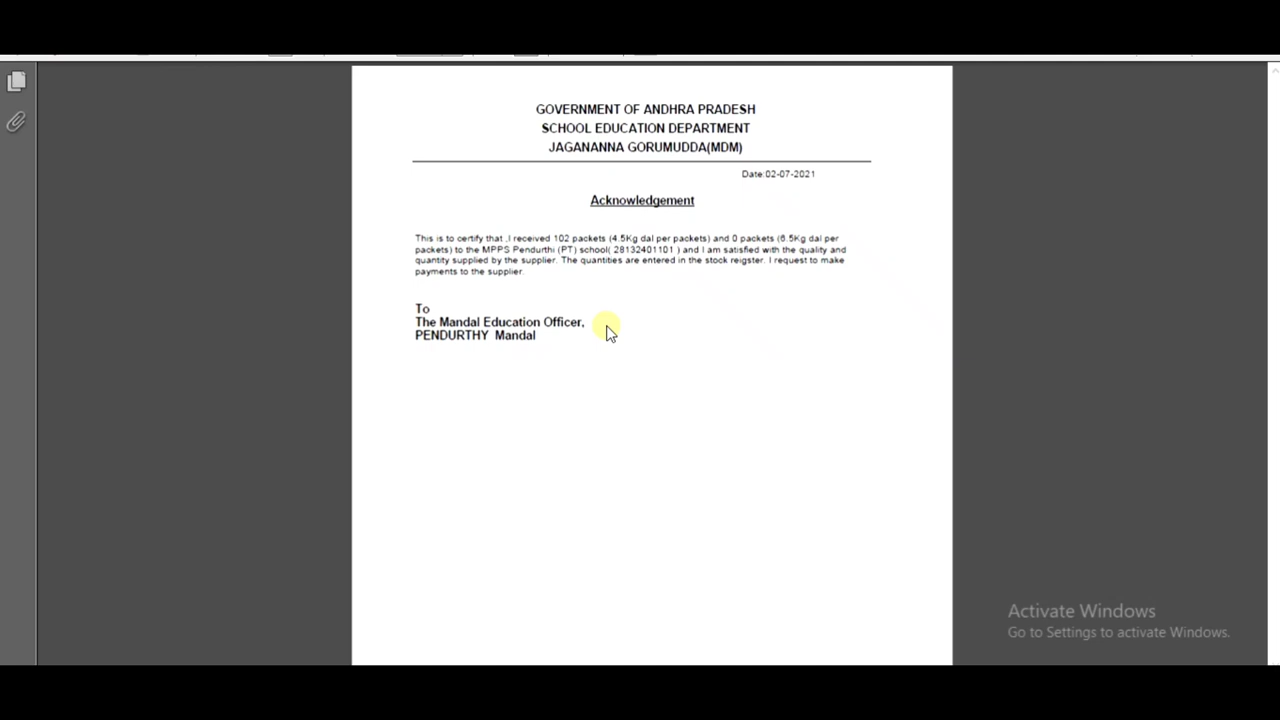 GOVERNMENT OF ANDHRA PRADESH
SCHOOL EDUCATION DEPARTMENT
JAGANANNA GORUMUDDA(MDM)
Date:02-07-2021
Acknowledgement
This is to certify that ,I received 102 packets (4.5Kg dal per packets) and 0 packets (6.5Kg dal per
packets) to the MPPS Pendurthi (PT) school( 28132401101 ) and I am satisfied with the quality and
quantity supplied by the supplier. The quantities are entered in the stock reigster. I request to make
payments to the supplier.
To
The Mandal Education Officer,
PENDURTHY Mandal
Activate Windows
Go to Settings to activate Windows.